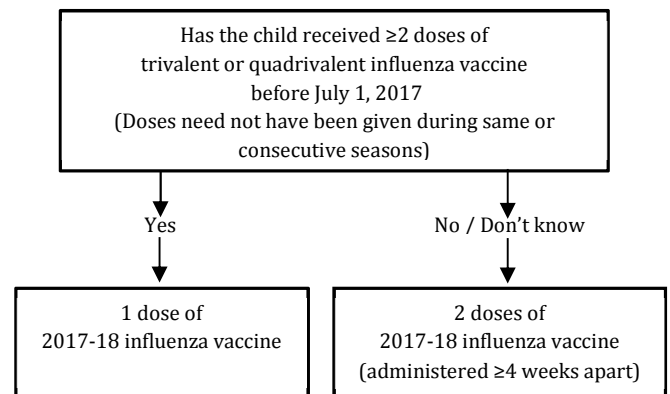 Has the child received ≥2 doses of
trivalent or quadrivalent influenza vaccine
before July 1, 2017
(Doses need not have been given during same or
consecutive seasons)
Yes
No / Don't know
1 dose of
2017-18 influenza vaccine
2 doses of
2017-18 influenza vaccine
(administered ≥4 weeks apart)